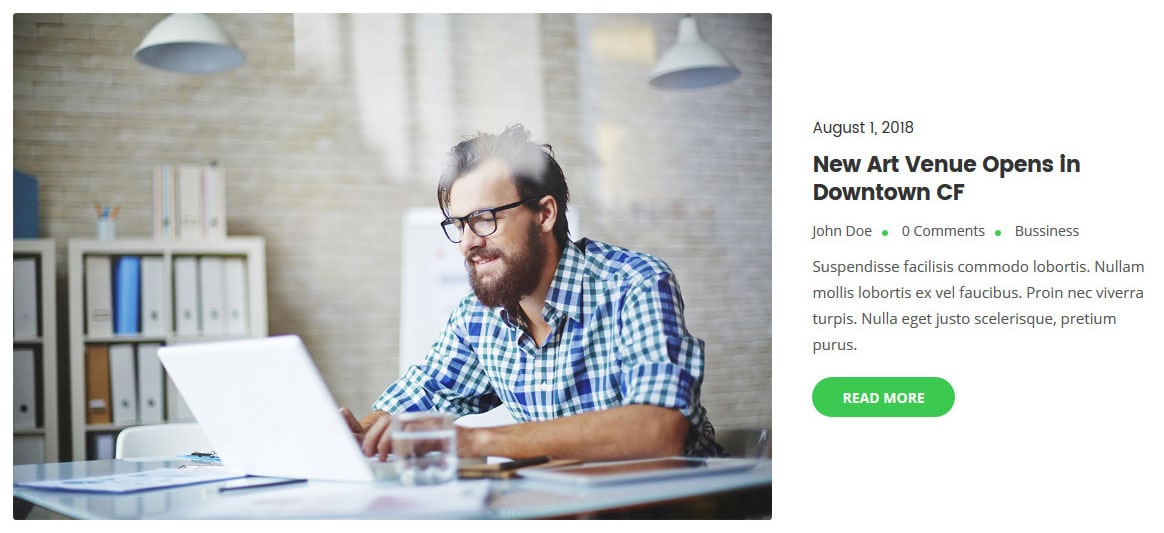 August 1, 2018
New Art Venue Opens in
Downtown CF
John Doe • 0 Comments • Bussiness
Suspendisse facilisis commodo lobortis. Nullam
mollis lobortis ex vel faucibus. Proin nec viverra
turpis. Nulla eget justo scelerisque, pretium
purus.
READ MORE